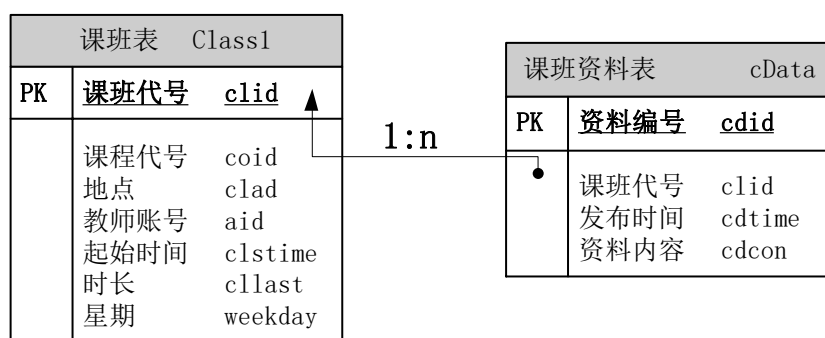 课班表 Class1
PK 课班代号 clid
课程代号 coid
地点 clad
教师账号 aid
起始时间 clstime
时长 cllast
星期 weekday
1:n
课班资料表 cData
PK 资料编号 cdid
课班代号 clid
发布时间 cdtime
资料内容 cdcon